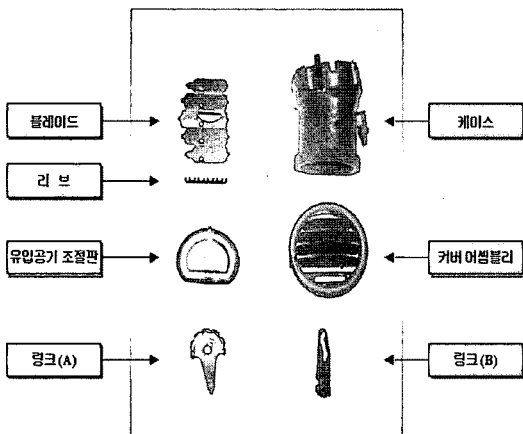 블레이드
케이스
리 브
유입공기 조절판
커버 어셈블리
링크(A)
링크(B)